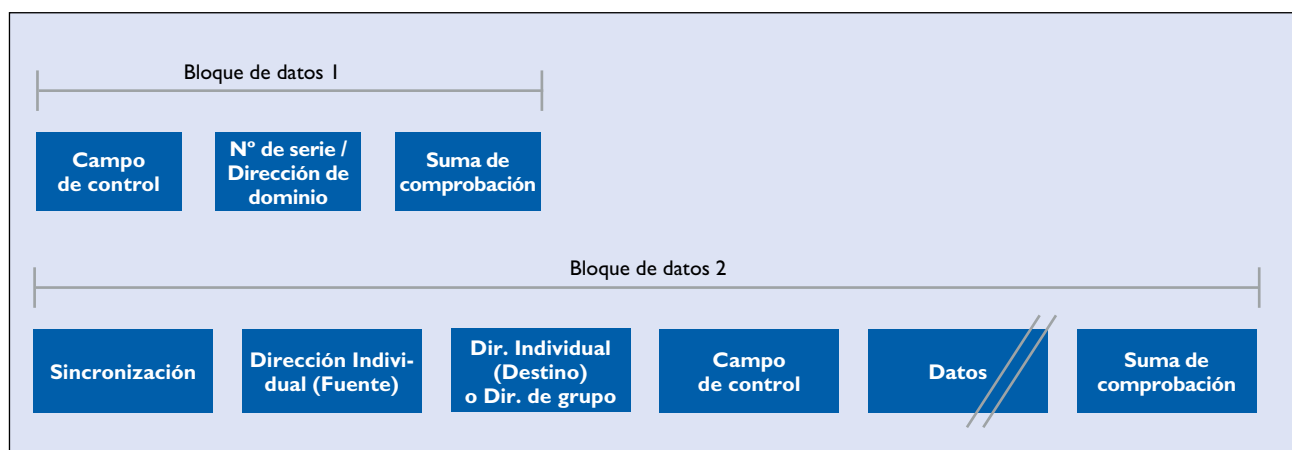 Bloque de datos 1
Campo
de control
Nº de serie /
Dirección de
dominio
Suma de
comprobación
Bloque de datos 2
Sincronización
Dirección Indivi-
dual (Fuente)
Dir. Individual
(Destino)
o Dir. de grupo
Campo
de control
Datos
Suma de
comprobación